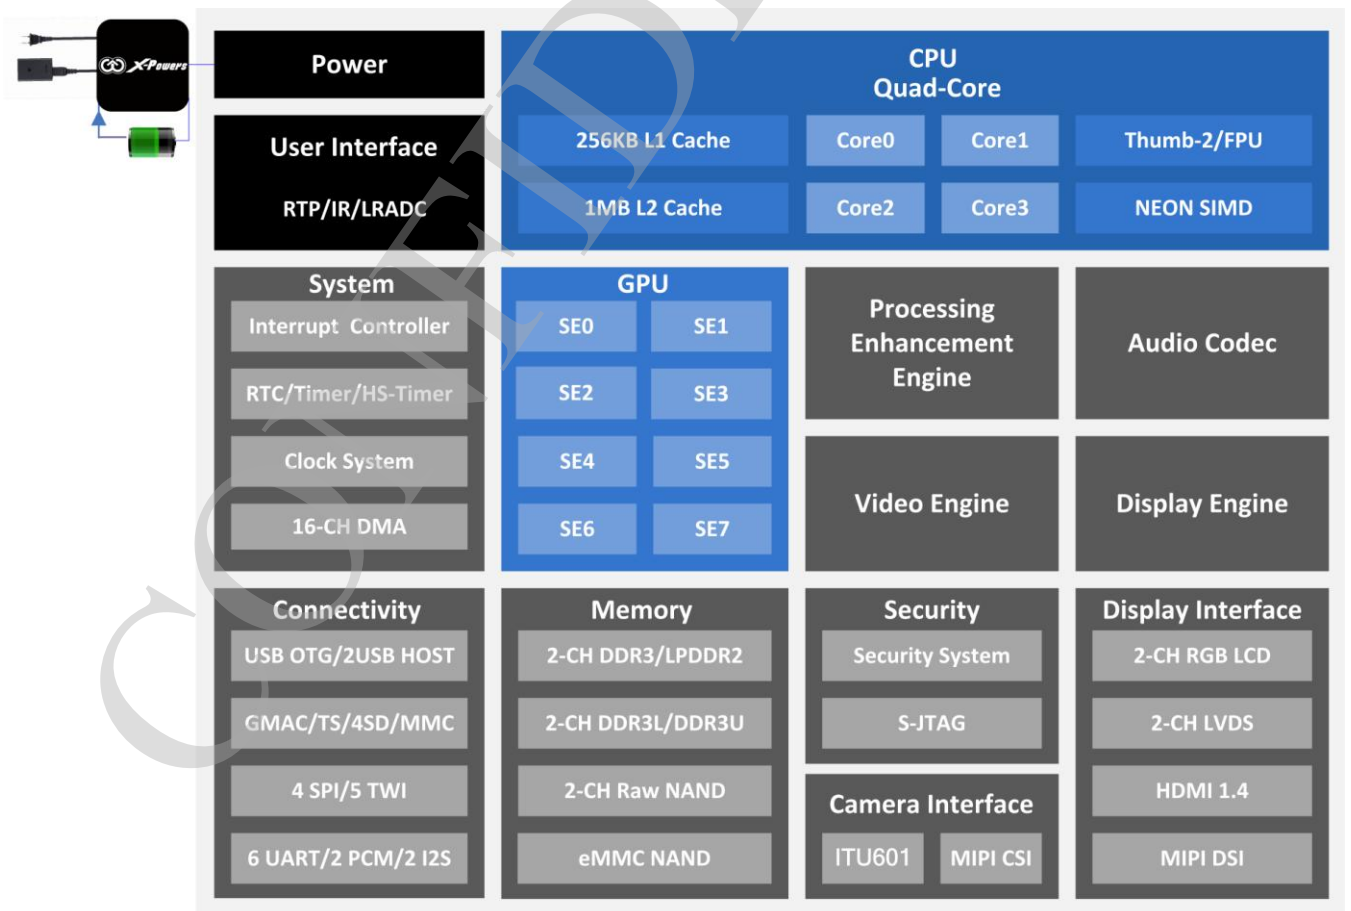 X-Powers
Power
User Interface
RTP/IR/LRADC
CPU
Quad-Core
256KB L1 Cache
Core0
Core1
Thumb-2/FPU
1MB L2 Cache
Core2
Core3
NEON SIMD
System
Interrupt Controller
RTC/Timer/HS-Timer
Clock System
16-CH DMA
GPU
SE0
SE1
SE2
SE3
SE4
SE5
SE6
SE7
Processing
Enhancement
Engine
Audio Codec
Video Engine
Display Engine
Connectivity
USB OTG/2USB HOST
GMAC/TS/4SD/MMC
4 SPI/5 TWI
6 UART/2 PCM/2 I2S
Memory
2-CH DDR3/LPDDR2
2-CH DDR3L/DDR3U
2-CH Raw NAND
eMMC NAND
Security
Security System
S-JTAG
Camera Interface
ITU601
MIPI CSI
Display Interface
2-CH RGB LCD
2-CH LVDS
HDMI 1.4
MIPI DSI